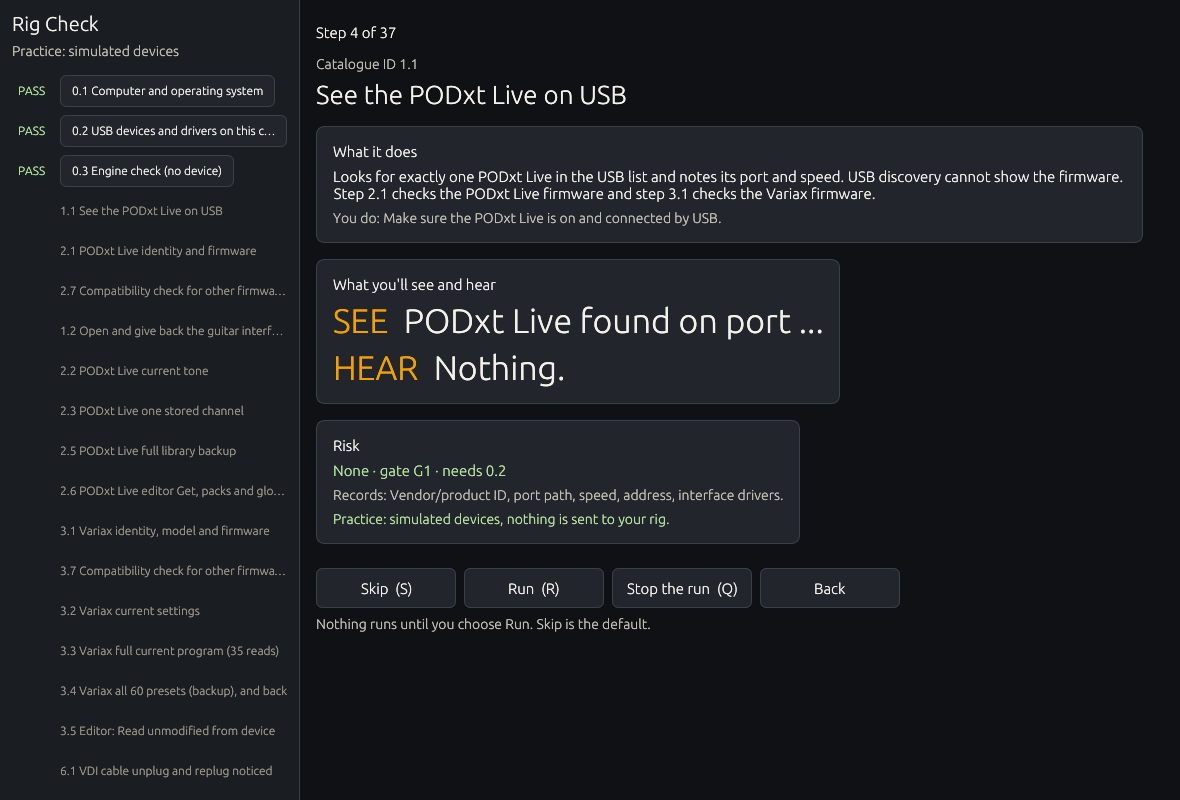 Rig Check
Practice: simulated devices
PASS 0.1 Computer and operating system
PASS 0.2 USB devices and drivers on this c...
PASS 0.3 Engine check (no device)
1.1 See the PODxt Live on USB
2.1 PODxt Live identity and firmware
2.7 Compatibility check for other firmwa...
1.2 Open and give back the guitar interf...
2.2 PODxt Live current tone
2.3 PODxt Live one stored channel
2.5 PODxt Live full library backup
2.6 PODxt Live editor Get, packs and glo...
3.1 Variax identity, model and firmware
3.7 Compatibility check for other firmwa...
3.2 Variax current settings
3.3 Variax full current program (35 reads)
3.4 Variax all 60 presets (backup), and back
3.5 Editor: Read unmodified from device
6.1 VDI cable unplug and replug noticed
Step 4 of 37
Catalogue ID 1.1
See the PODxt Live on USB
What it does
Looks for exactly one PODxt Live in the USB list and notes its port and speed. USB discovery cannot show the firmware.
Step 2.1 checks the PODxt Live firmware and step 3.1 checks the Variax firmware.
You do: Make sure the PODxt Live is on and connected by USB.
What you'll see and hear
SEE PODxt Live found on port ...
HEAR Nothing.
Risk
None · gate G1 · needs 0.2
Records: Vendor/product ID, port path, speed, address, interface drivers.
Practice: simulated devices, nothing is sent to your rig.
Skip (S) Run (R) Stop the run (Q) Back
Nothing runs until you choose Run. Skip is the default.